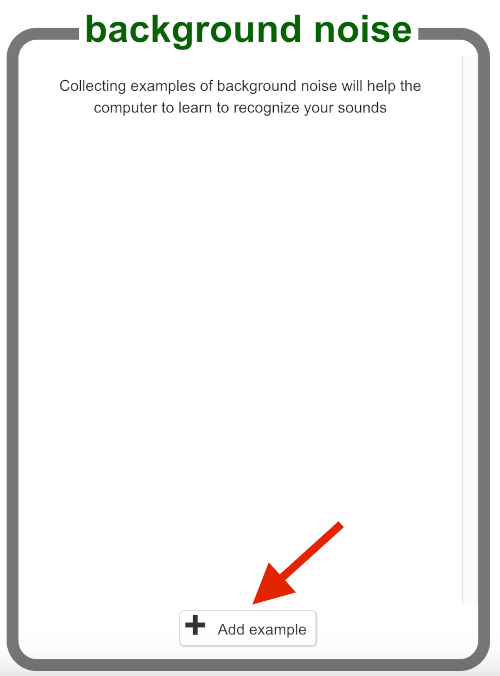 background noise
Collecting examples of background noise will help the
computer to learn to recognize your sounds
Add example